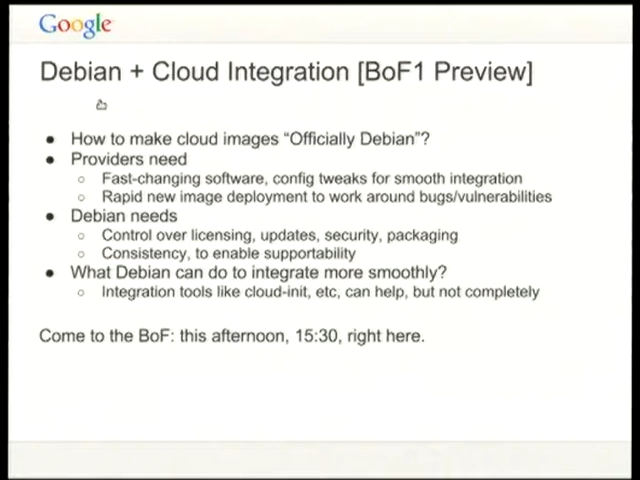 Google
Debian + Cloud Integration [BoF1 Preview]
● How to make cloud images “Officially Debian”?
● Providers need
○ Fast-changing software, config tweaks for smooth integration
○ Rapid new image deployment to work around bugs/vulnerabilities
● Debian needs
○ Control over licensing, updates, security, packaging
○ Consistency, to enable supportability
● What Debian can do to integrate more smoothly?
○ Integration tools like cloud-init, etc, can help, but not completely
Come to the BoF: this afternoon, 15:30, right here.